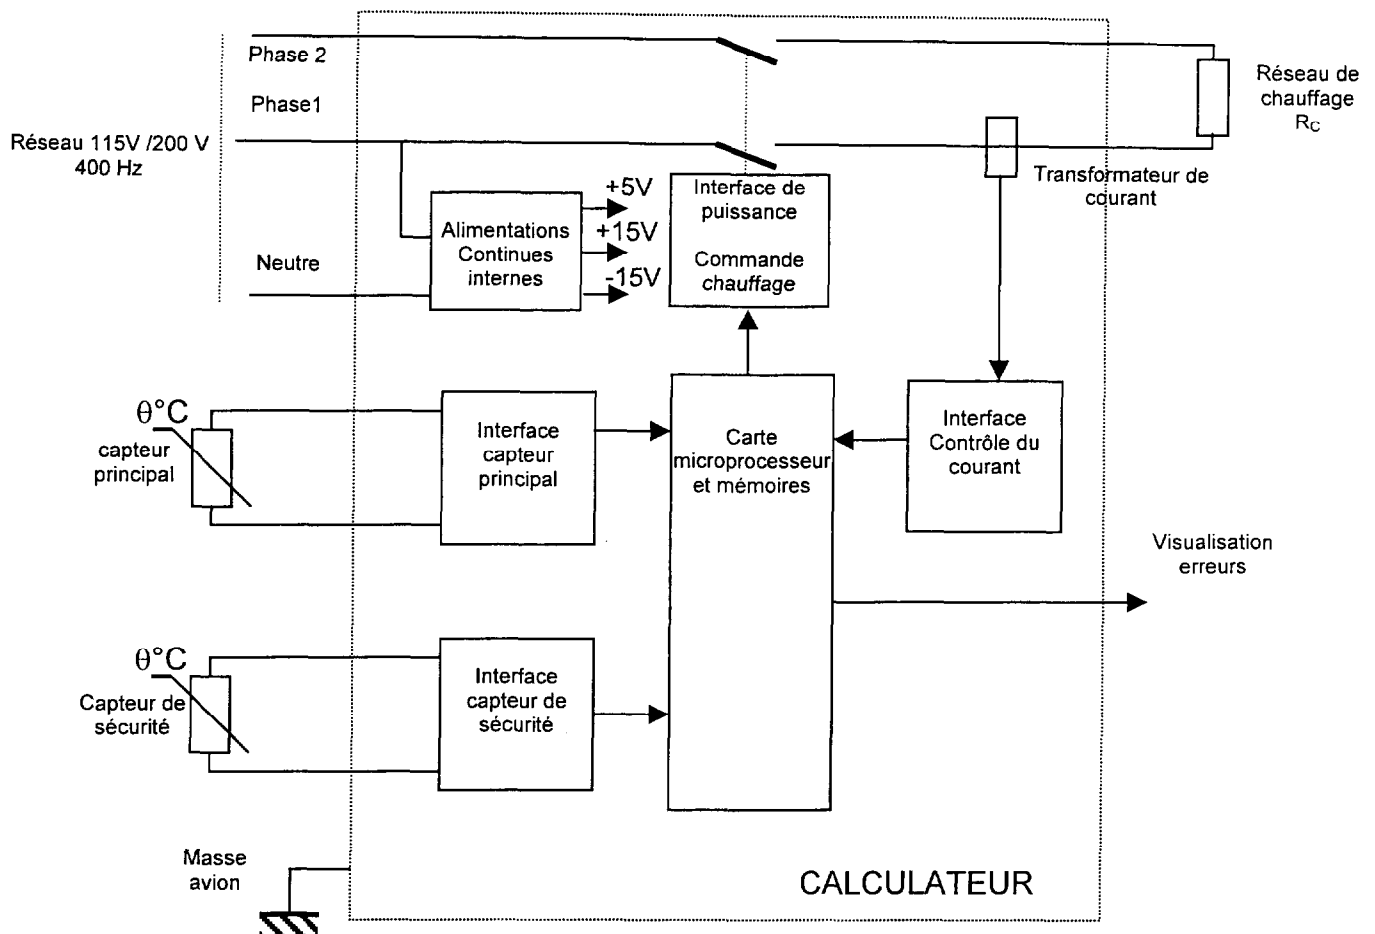 Phase 2
Phase1
Réseau 115V /200 V
400 Hz
Neutre
Alimentations
Continues
internes
+5V
+15V
-15V
Interface de
puissance
Commande
chauffage
Réseau de
chauffage
RC
Transformateur de
courant
θ°C
capteur
principal
Interface
capteur
principal
Carte
microprocesseur
et mémoires
Interface
Contrôle du
courant
Visualisation
erreurs
θ°C
Capteur de
sécurité
Interface
capteur de
sécurité
Masse
avion
CALCULATEUR